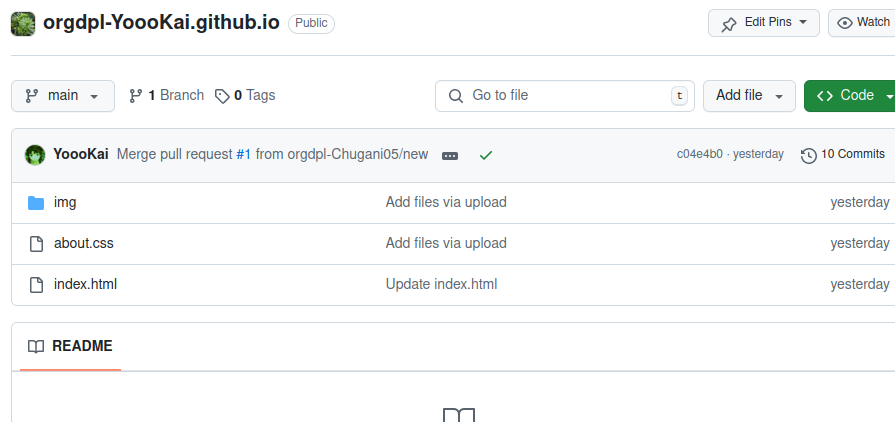 orgdpl-YoooKai.github.io Public Edit Pins Watch
main 1 Branch 0 Tags Go to file t Add file Code
YoooKai Merge pull request #1 from orgdpl-Chugani05/new c04e4b0 · yesterday 10 Commits
img Add files via upload yesterday
about.css Add files via upload yesterday
index.html Update index.html yesterday
README